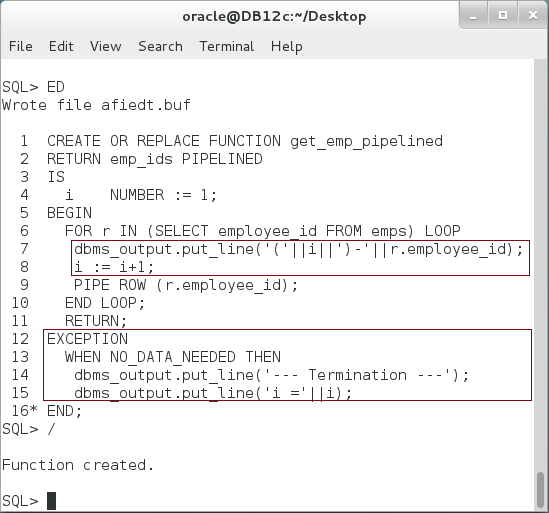 oracle@DB12c:~/Desktop
File Edit View Search Terminal Help
SQL> ED
Wrote file afiedt.buf
1 CREATE OR REPLACE FUNCTION get_emp_pipelined
2 RETURN emp_ids PIPELINED
3 IS
4 i NUMBER := 1;
5 BEGIN
6 FOR r IN (SELECT employee_id FROM emps) LOOP
7 dbms_output.put_line('('||i||')-'||r.employee_id);
8 i := i+1;
9 PIPE ROW (r.employee_id);
10 END LOOP;
11 RETURN;
12 EXCEPTION
13 WHEN NO_DATA_NEEDED THEN
14 dbms_output.put_line('--- Termination ---');
15 dbms_output.put_line('i ='||i);
16* END;
SQL> /
Function created.
SQL>